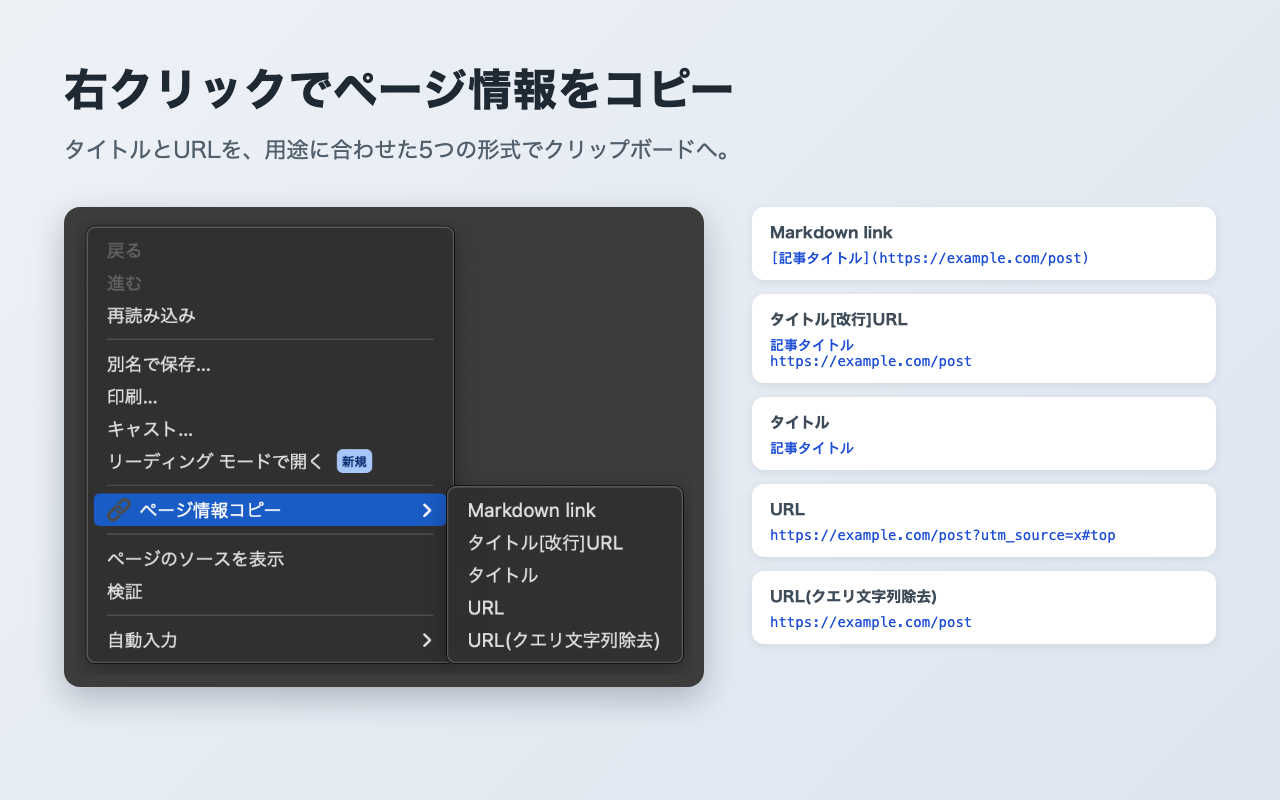 右クリックでページ情報をコピー
タイトルとURLを、用途に合わせた5つの形式でクリップボードへ。
戻る
進む
再読み込み
別名で保存...
印刷...
キャスト...
リーディング モードで開く 新規
ページ情報コピー
ページのソースを表示
検証
自動入力
Markdown link
タイトル[改行]URL
タイトル
URL
URL(クエリ文字列除去)
Markdown link
[記事タイトル](https://example.com/post)
タイトル[改行]URL
記事タイトル
https://example.com/post
タイトル
記事タイトル
URL
https://example.com/post?utm_source=x#top
URL(クエリ文字列除去)
https://example.com/post